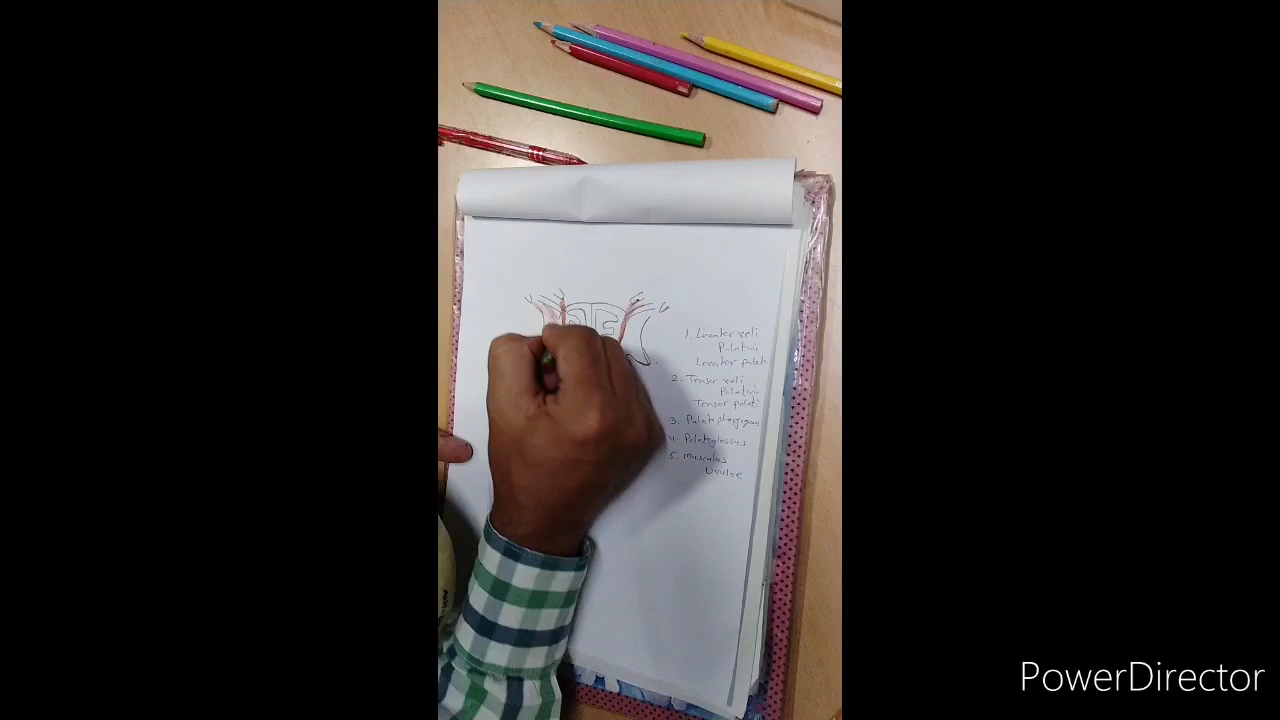 1. Levator veli
Palatini
Levator palati
2. Tensor veli
Palatini
Tensor palati
3. Palatopharyngeus
4. Palatoglossus
5. Musculus
Uvulae
PowerDirector